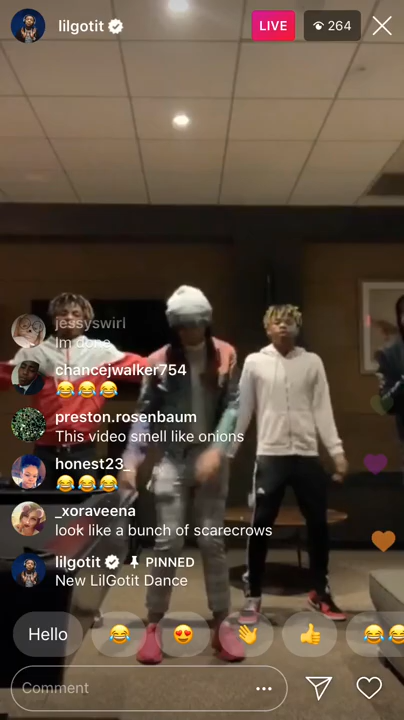 lilgotit
LIVE
264
jessyswirl
Im done
chancejwalker754
😂😂😂
preston.rosenbaum
This video smell like onions
honest23_
😂😂😂
_xoraveena
look like a bunch of scarecrows
lilgotit PINNED
New LilGotit Dance
Hello
Comment